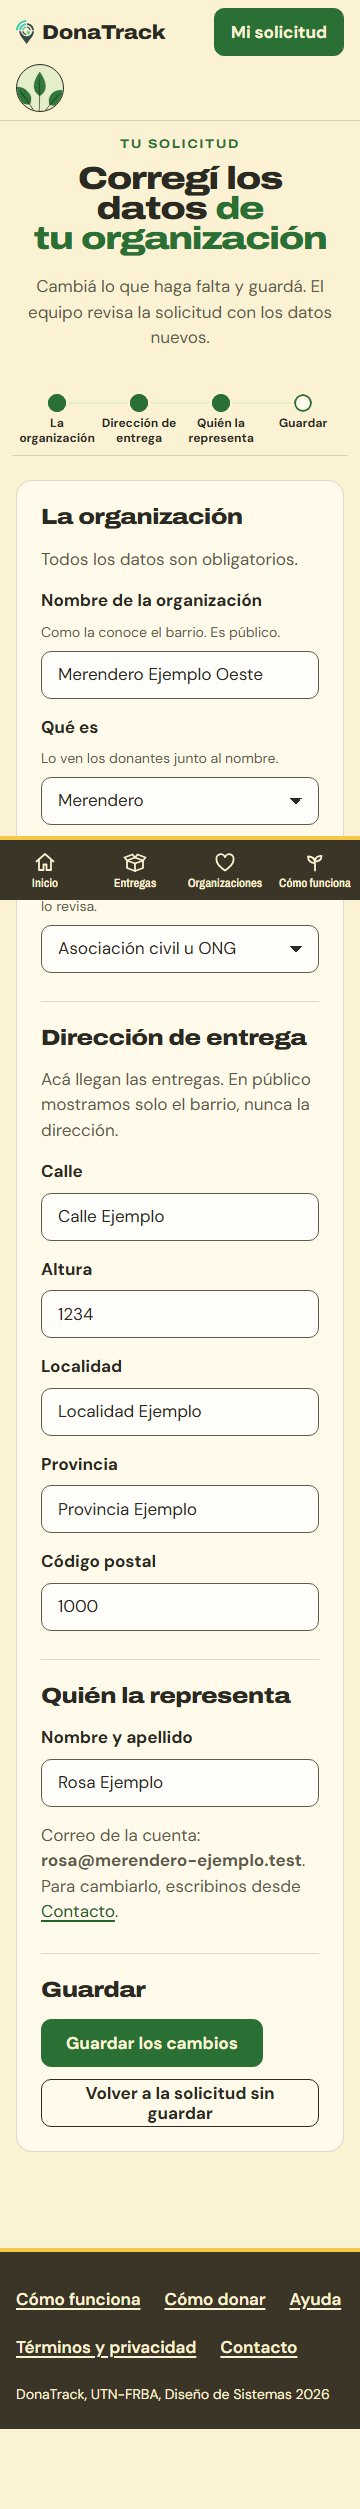 DonaTrack
Mi solicitud
TU SOLICITUD
Corregí los
datos de
tu organización
Cambiá lo que haga falta y guardá. El
equipo revisa la solicitud con los datos
nuevos.
La
organización
Dirección de
entrega
Quién la
representa
Guardar
La organización
Todos los datos son obligatorios.
Nombre de la organización
Como la conoce el barrio. Es público.
Merendero Ejemplo Oeste
Qué es
Lo ven los donantes junto al nombre.
Merendero
Inicio
Entregas
Organizaciones
Cómo funciona
lo revisa.
Asociación civil u ONG
Dirección de entrega
Acá llegan las entregas. En público
mostramos solo el barrio, nunca la
dirección.
Calle
Calle Ejemplo
Altura
1234
Localidad
Localidad Ejemplo
Provincia
Provincia Ejemplo
Código postal
1000
Quién la representa
Nombre y apellido
Rosa Ejemplo
Correo de la cuenta:
rosa@merendero-ejemplo.test.
Para cambiarlo, escribinos desde
Contacto.
Guardar
Guardar los cambios
Volver a la solicitud sin
guardar
Cómo funciona
Cómo donar
Ayuda
Términos y privacidad
Contacto
DonaTrack, UTN-FRBA, Diseño de Sistemas 2026